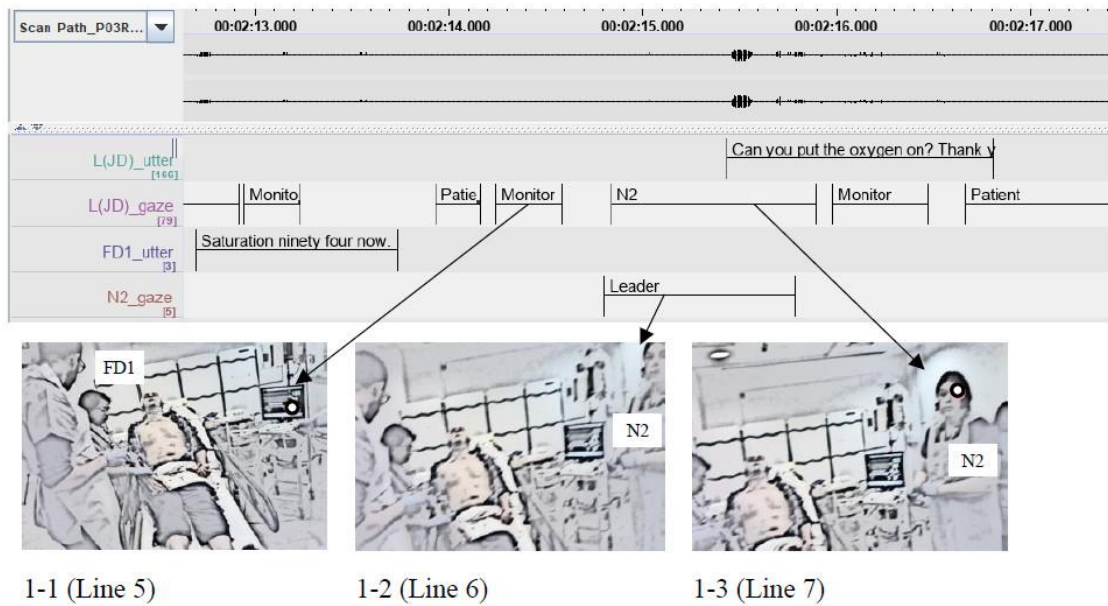 Scan Path_P03R...
00:02:13.000 00:02:14.000 00:02:15.000 00:02:16.000 00:02:17.000
L(JD)_utter
[166]
Can you put the oxygen on? Thank y
L(JD)_gaze
[79]
Monito Patie Monitor N2 Monitor Patient
FD1_utter
[3]
Saturation ninety four now.
N2_gaze
[5]
Leader
FD1
N2
N2
1-1 (Line 5) 1-2 (Line 6) 1-3 (Line 7)